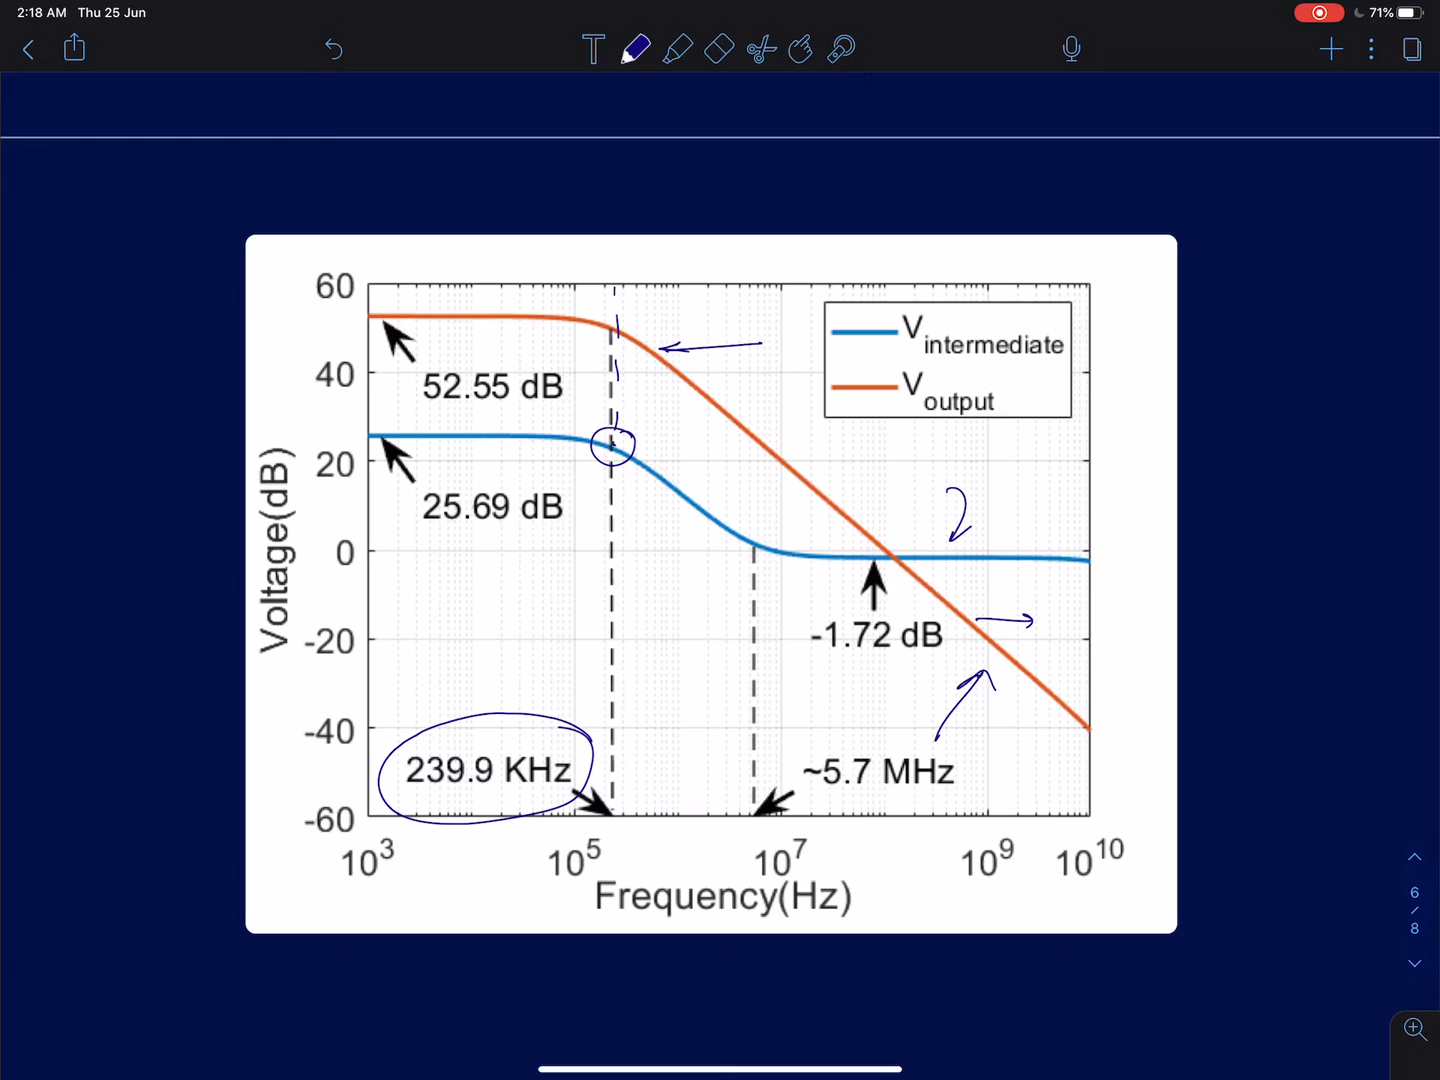 2:18 AM Thu 25 Jun
71%
T
60
40
20
0
-20
-40
-60
Voltage(dB)
52.55 dB
25.69 dB
V intermediate
V output
-1.72 dB
239.9 KHz
~5.7 MHz
10^3 10^5 10^7 10^9 10^10
Frequency(Hz)
6
/
8